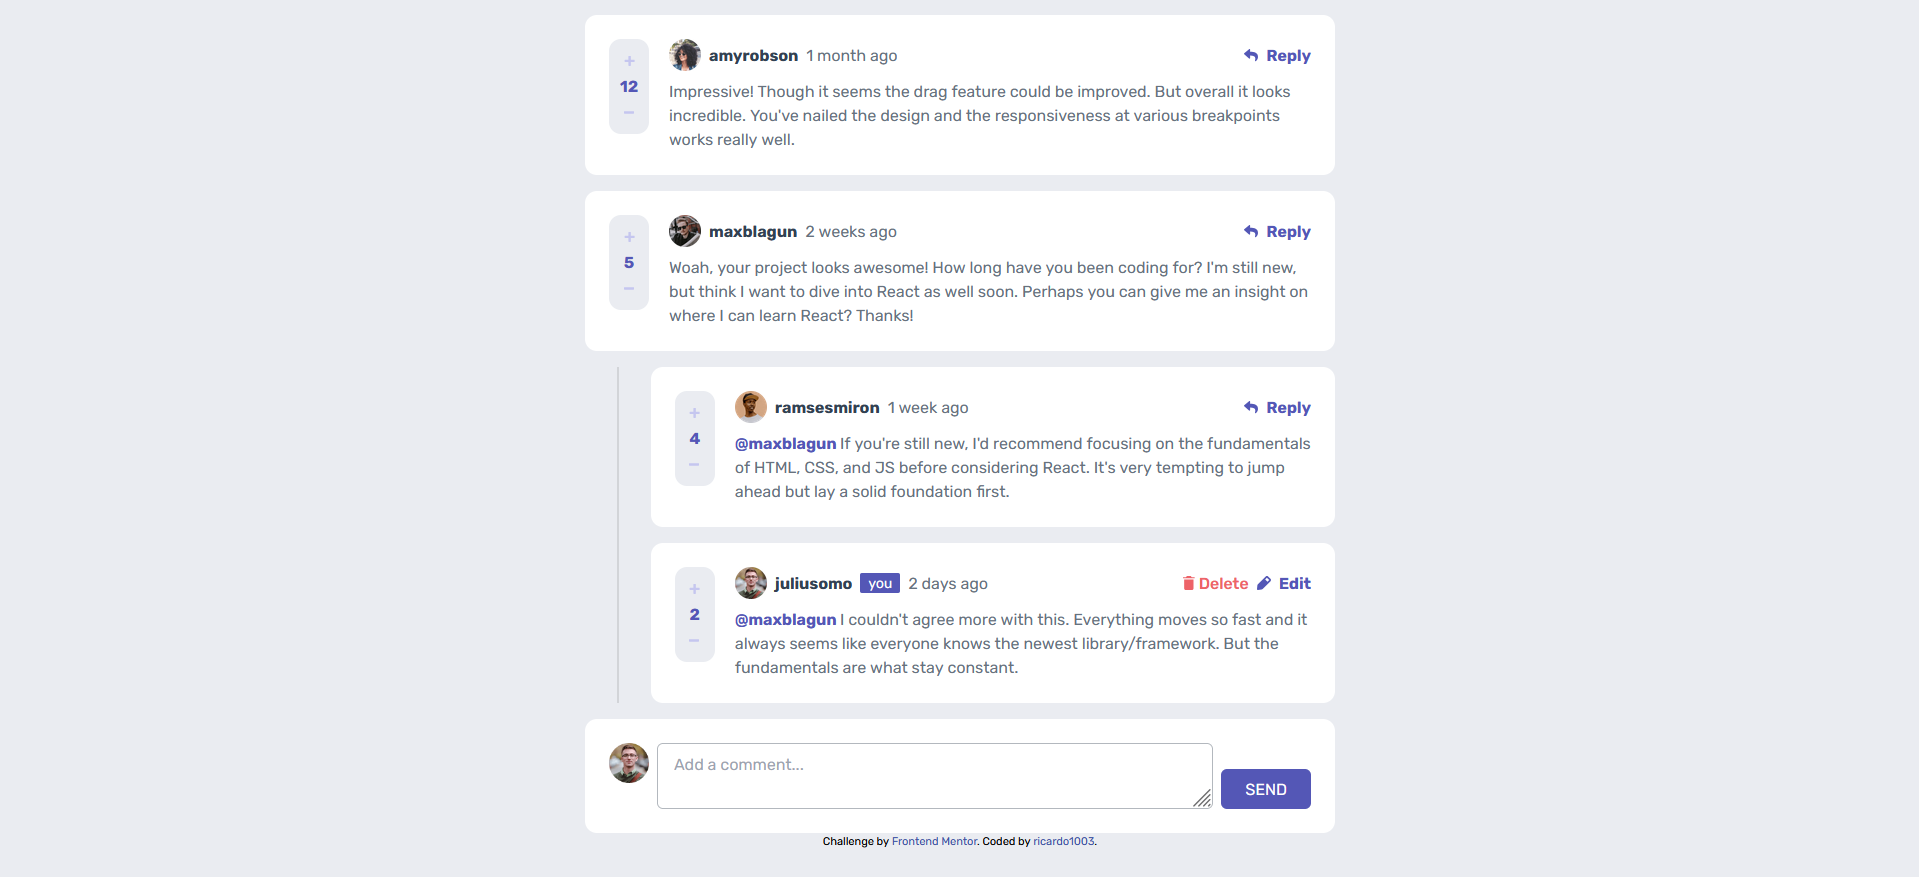 +
12
−
amyrobson 1 month ago
Reply
Impressive! Though it seems the drag feature could be improved. But overall it looks
incredible. You've nailed the design and the responsiveness at various breakpoints
works really well.
+
5
−
maxblagun 2 weeks ago
Reply
Woah, your project looks awesome! How long have you been coding for? I'm still new,
but think I want to dive into React as well soon. Perhaps you can give me an insight on
where I can learn React? Thanks!
+
4
−
ramsesmiron 1 week ago
Reply
@maxblagun If you're still new, I'd recommend focusing on the fundamentals
of HTML, CSS, and JS before considering React. It's very tempting to jump
ahead but lay a solid foundation first.
+
2
−
juliusomo you 2 days ago
Delete Edit
@maxblagun I couldn't agree more with this. Everything moves so fast and it
always seems like everyone knows the newest library/framework. But the
fundamentals are what stay constant.
Add a comment...
SEND
Challenge by Frontend Mentor. Coded by ricardo1003.